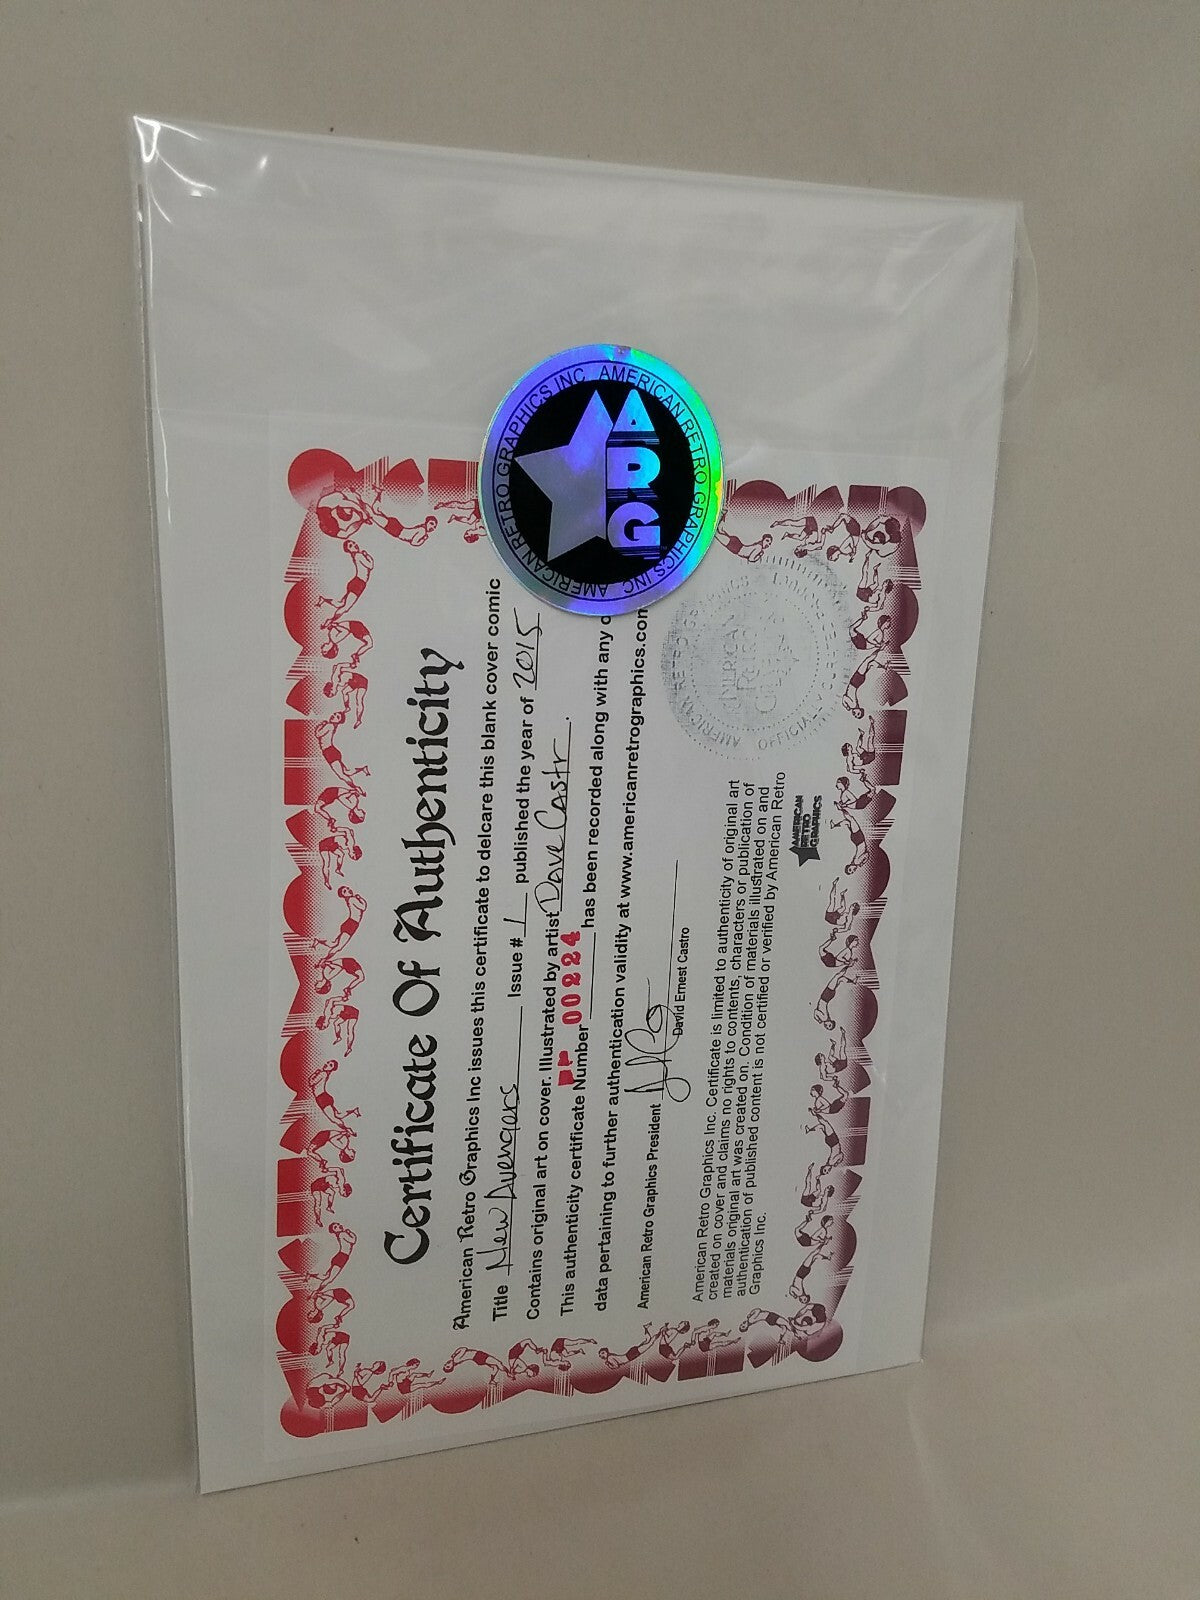 Certificate Of Authenticity
American Retro Graphics Inc issues this certificate to delcare this blank cover comic
Title New Avengers Issue # 1 published the year of 2015
Contains original art on cover. Illustrated by artist Dave Castr.
This authenticity certificate Number 00224 has been recorded along with any
data pertaining to further authentication validity at www.americanretrographics.com
American Retro Graphics President
David Ernest Castro
American Retro Graphics Inc. Certificate is limited to authenticity of original art
created on cover and claims no rights to contents, characters or publication of
materials original art was created on. Condition of materials illustrated on and
authentication of published content is not certified or verified by American Retro
Graphics Inc.
AMERICAN
RETRO
GRAPHICS
AMERICAN RETRO GRAPHICS INC AMERICAN RETRO GRAPHICS INC
ARG